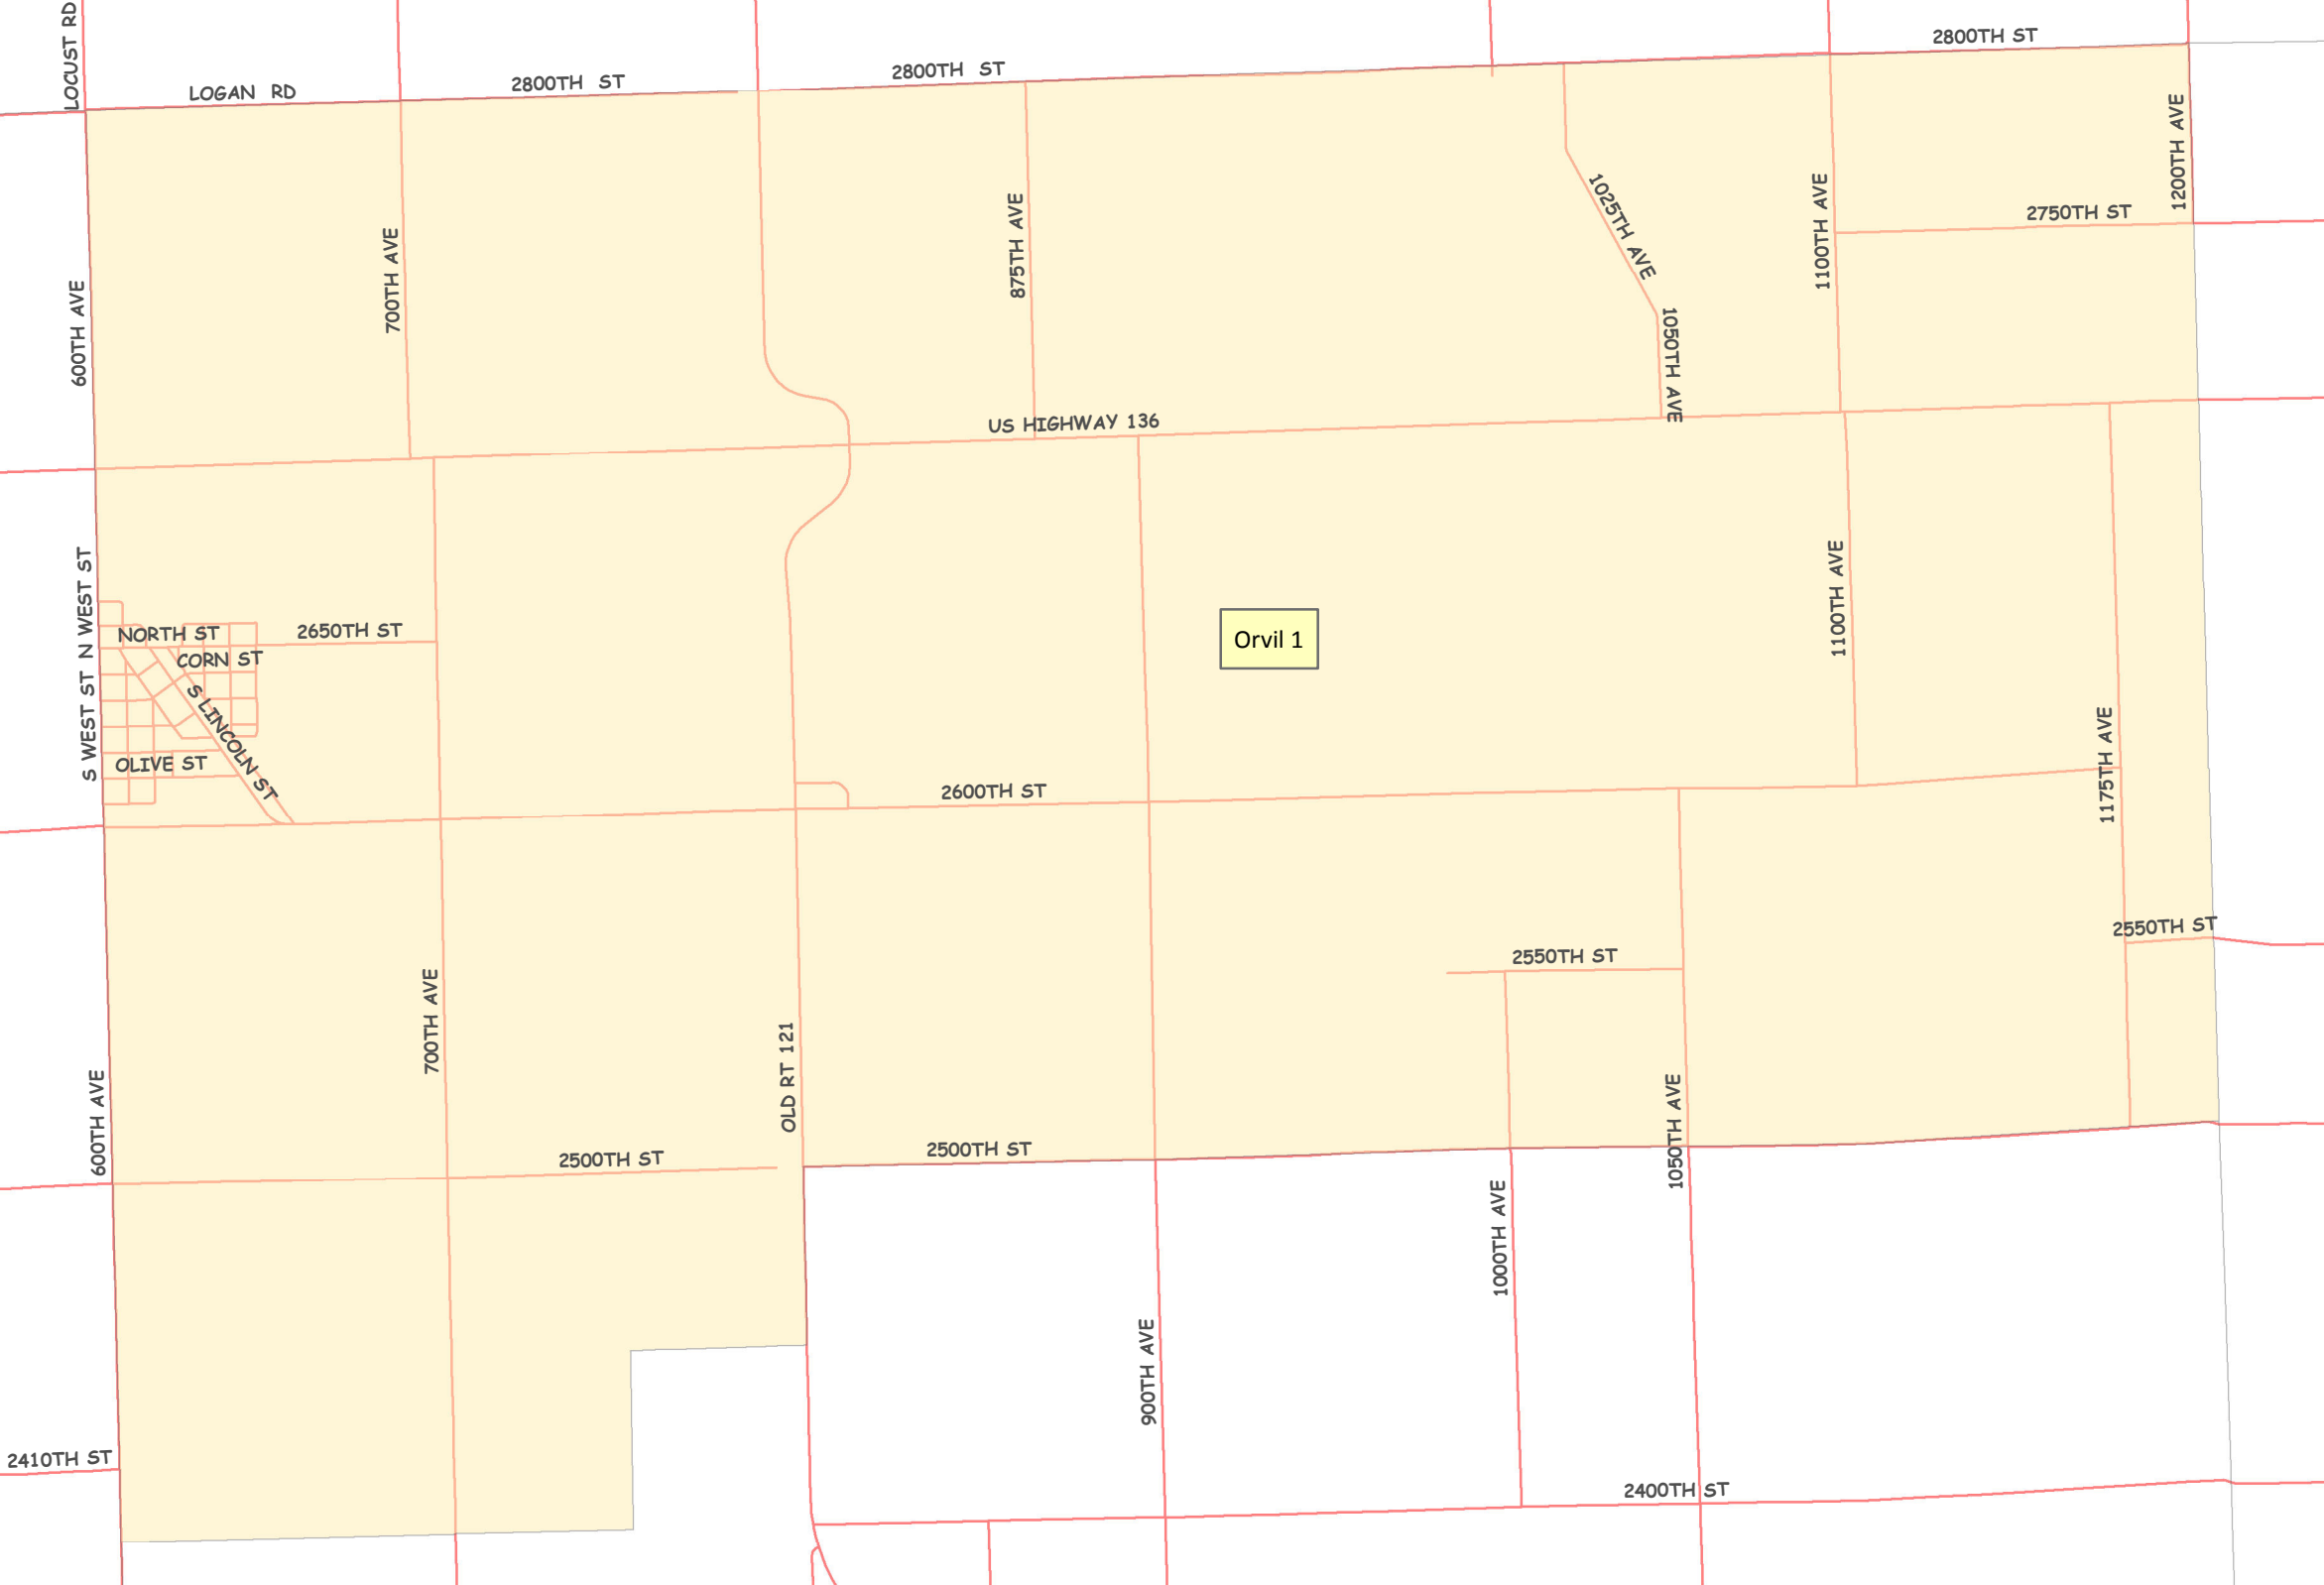 LOCUST RD
LOGAN RD
2800TH ST
2800TH ST
2800TH ST
1200TH AVE
600TH AVE
700TH AVE
875TH AVE
1025TH AVE
1050TH AVE
1100TH AVE
2750TH ST
US HIGHWAY 136
N WEST ST
S WEST ST
NORTH ST
2650TH ST
CORN ST
S LINCOLN ST
OLIVE ST
Orvil 1
1100TH AVE
1175TH AVE
2600TH ST
2550TH ST
2550TH ST
600TH AVE
700TH AVE
OLD RT 121
2500TH ST
2500TH ST
1050TH AVE
1000TH AVE
900TH AVE
2410TH ST
2400TH ST